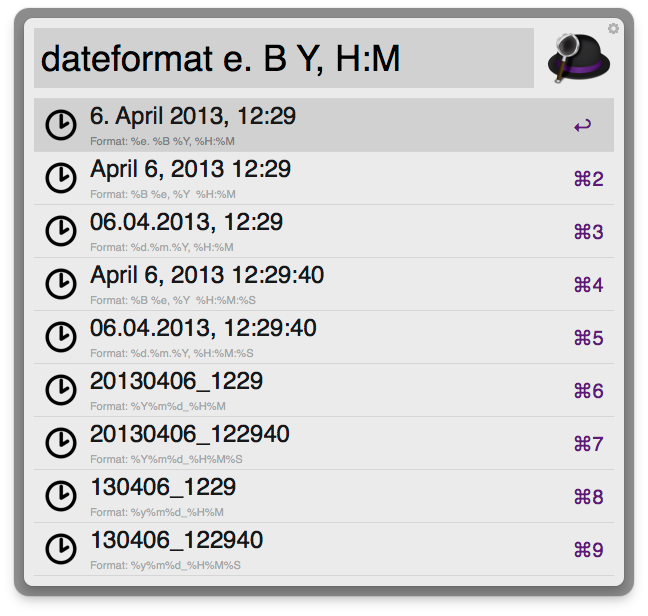 dateformat e. B Y, H:M
6. April 2013, 12:29
Format: %e. %B %Y, %H:%M
↩
April 6, 2013 12:29
Format: %B %e, %Y  %H:%M
⌘2
06.04.2013, 12:29
Format: %d.%m.%Y, %H:%M
⌘3
April 6, 2013 12:29:40
Format: %B %e, %Y  %H:%M:%S
⌘4
06.04.2013, 12:29:40
Format: %d.%m.%Y, %H:%M:%S
⌘5
20130406_1229
Format: %Y%m%d_%H%M
⌘6
20130406_122940
Format: %Y%m%d_%H%M%S
⌘7
130406_1229
Format: %y%m%d_%H%M
⌘8
130406_122940
Format: %y%m%d_%H%M%S
⌘9